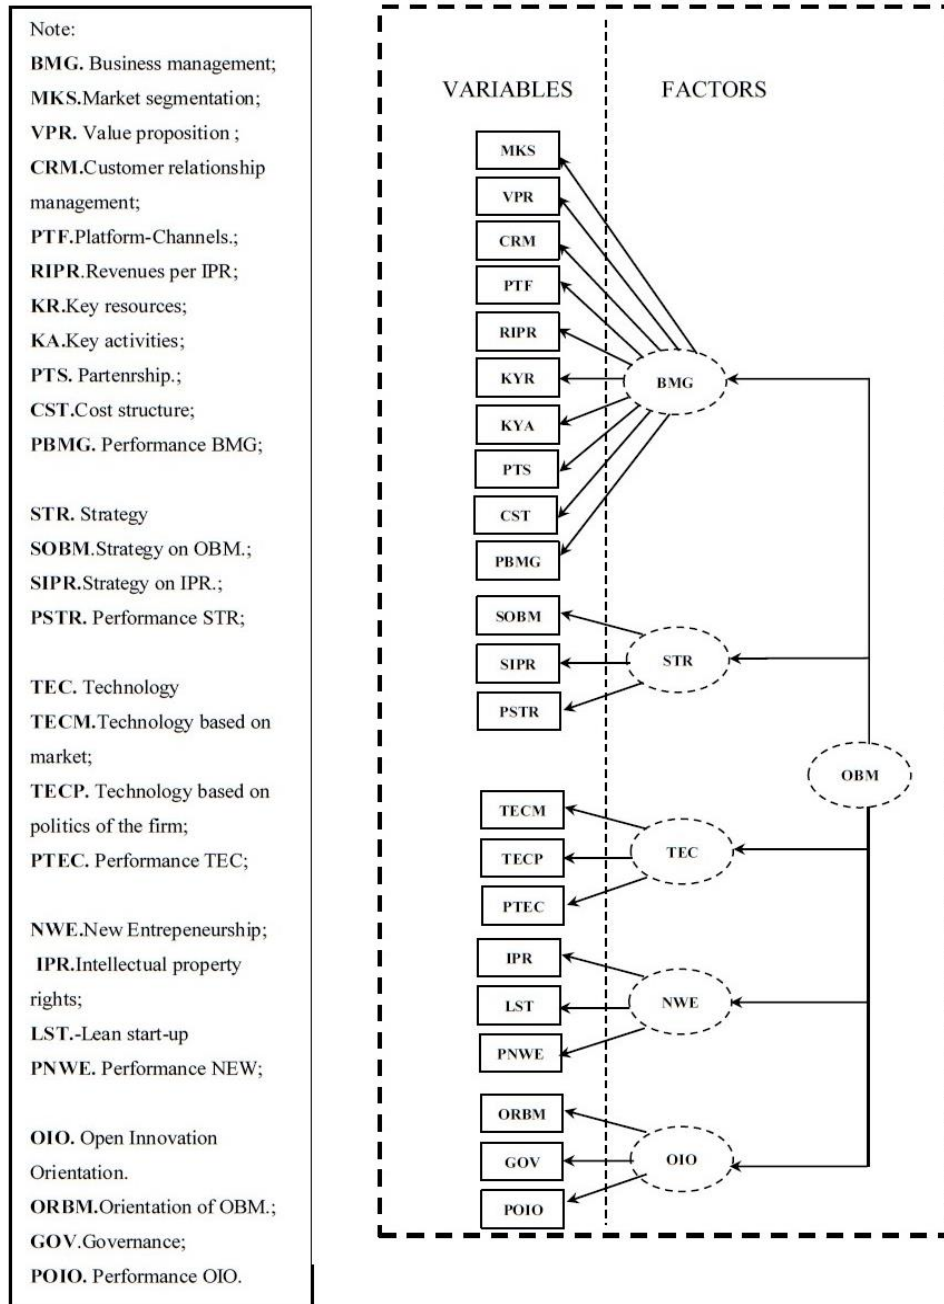 Note:
BMG. Business management;
MKS.Market segmentation;
VPR. Value proposition ;
CRM.Customer relationship
management;
PTF.Platform-Channels.;
RIPR.Revenues per IPR;
KR.Key resources;
KA.Key activities;
PTS. Partenrship.;
CST.Cost structure;
PBMG. Performance BMG;
STR. Strategy
SOBM.Strategy on OBM.;
SIPR.Strategy on IPR.;
PSTR. Performance STR;
TEC. Technology
TECM.Technology based on
market;
TECP. Technology based on
politics of the firm;
PTEC. Performance TEC;
NWE.New Entrepeneurship;
IPR.Intellectual property
rights;
LST.-Lean start-up
PNWE. Performance NEW;
OIO. Open Innovation
Orientation.
ORBM.Orientation of OBM.;
GOV.Governance;
POIO. Performance OIO.
VARIABLES
FACTORS
MKS
VPR
CRM
PTF
RIPR
KYR
KYA
PTS
CST
PBMG
BMG
SOBM
SIPR
PSTR
STR
OBM
TECM
TECP
PTEC
TEC
IPR
LST
PNWE
NWE
ORBM
GOV
POIO
OIO